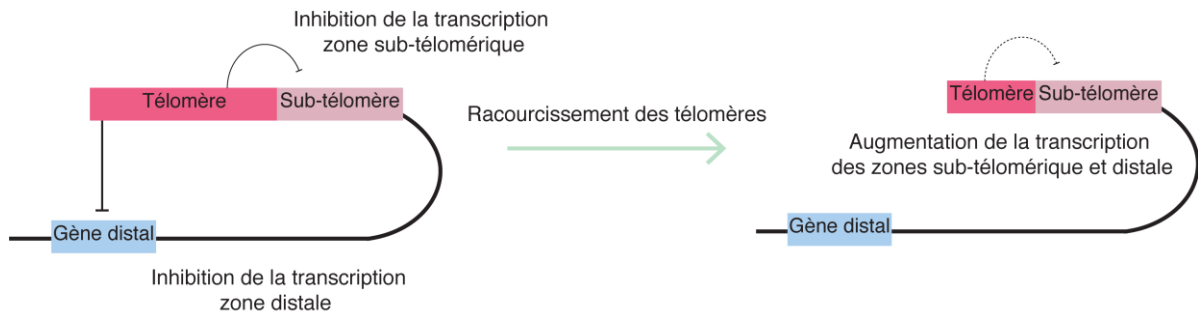 Inhibition de la transcription
zone sub-télomérique
Télomère
Sub-télomère
Gène distal
Inhibition de la transcription
zone distale
Racourcissement des télomères
Télomère
Sub-télomère
Augmentation de la transcription
des zones sub-télomérique et distale
Gène distal